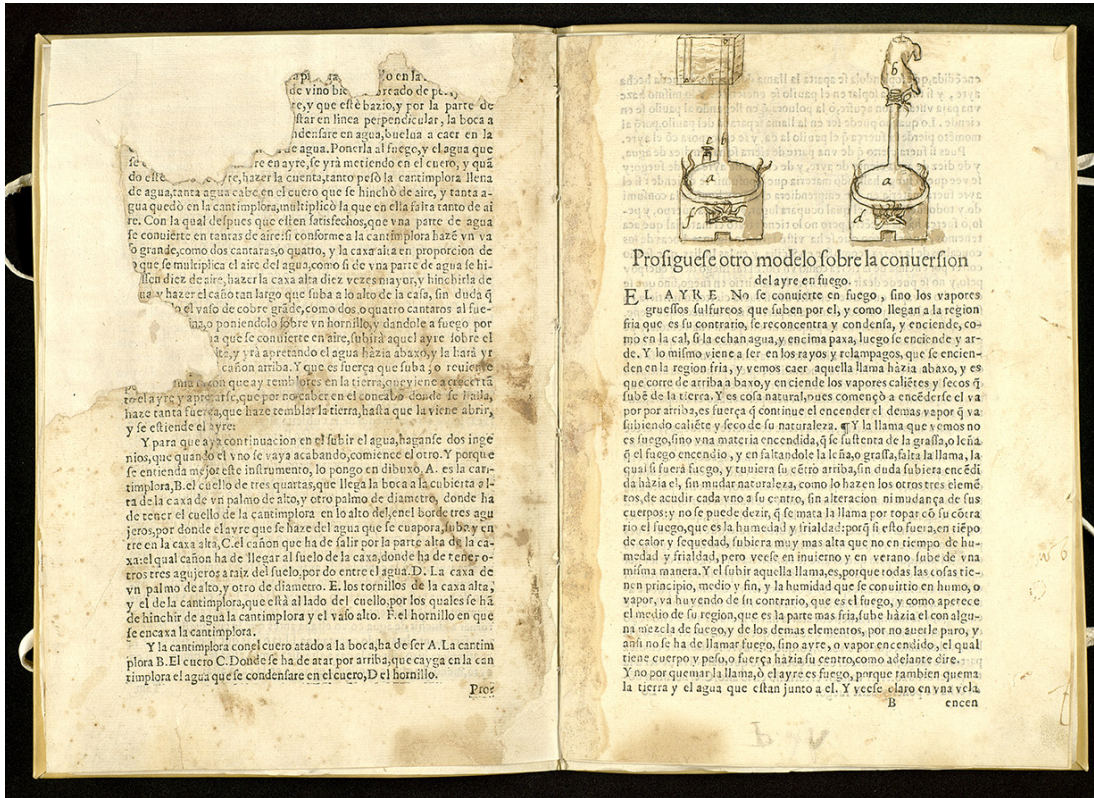 o en la
de vino bie
re, y que estè bazio, y por la parte de
star en linea perpendicular, la boca a
ndensare en agua, buelua a caer en la
de agua. Ponerla al fuego, y el agua que
se re en ayre, se yrà metiendo en el cuero, y quã
do estè re, hazer la cuenta, tanto pesò la cantimplora llena
de agua, tanta agua cabe en el cuero que se hinchò de aire, y tanta a-
gua quedò en la cantimplora, multiplicò la que en ella falta tanto de ai
re. Con la qual despues que esten satisfechos, que vna parte de agua
se conuierte en tantas de aire: si conforme a la cantimplora hazẽ vn va
so grande, como dos cantaros, o quatro, y la caxa alta en proporcion de
o que se multiplica el aire del agua, como si de vna parte de agua se hi-
ssen diez de aire, hazer la caxa alta diez vezes mayor, y hinchirla de
ua y hazer el cañon tan largo que suba a lo alto de la casa, sin duda q̃
o el vaso de cobre grãde, como dos, o quatro cantaros al fue-
ina, o poniendolo sobre vn hornillo, y dandole a fuego por
ua que se conuierte en aire, subirà aquel ayre sobre el
lta, y yrà apretando el agua hàzia abaxo, y la harà yr
cañon arriba. Y que es fuerça que suba, o rebiente
razon que ay temblores en la tierra, que viene a crecer tã
to el ayre y apretarse, que por no caber en el concabo donde se halla,
haze tanta fuerça, que haze temblar la tierra, hasta que la viene abrir,
y se estiende el ayre.
Y para que aya continuacion en el subir el agua, haganse dos inge
nios, que quando el vno se vaya acabando, comience el otro. Y porque
se entienda mejor este instrumento, lo pongo en dibuxo, A. es la can-
timplora, B. el cuello de tres quartas, que llega la boca a la cubierta a l-
ta de la caxa de vn palmo de alto, y otro palmo de diametro, donde ha
de tener el cuello de la cantimplora en lo alto del, en el borde tres agu
jeros, por donde el ayre que se haze del agua que se euapora, suba y en
tre en la caxa alta, C. el cañon que ha de salir por la parte alta de la ca-
xa: el qual cañon ha de llegar al suelo de la caxa, donde ha de tener o-
tros tres agujeros a raiz del suelo, por do entre el agua. D. La caxa de
vn palmo de alto, y otro de diametro. E. los tornillos de la caxa alta,
y el de la cantimplora, que està al lado del cuello, por los quales se hã
de hinchir de agua la cantimplora y el vaso alto. F. el hornillo en que
se encaxa la cantimplora.
Y la cantimplora con el cuero atado a la boca, ha de ser A. La cantim
plora B. El cuero C. Donde se ha de atar por arriba, que cayga en la can
timplora el agua que se condensare en el cuero, D el hornillo.
Pros
b
c b
a a
f d
Prosiguese otro modelo sobre la conuersion
del ayre en fuego.
EL AYRE No se conuierte en fuego, sino los vapores
gruessos sulfureos que suben por el, y como llegan a la region
fria que es su contrario, se reconcentra y condensa, y enciende, co-
mo en la cal, si la echan agua, y encima paxa, luego se enciende y ar-
de. Y lo mismo viene a ser en los rayos y relampagos, que se encien-
den en la region fria, y vemos caer aquella llama hàzia abaxo, y es
que corre de arriba a baxo, y enciende los vapores caliẽtes y secos q̃
subẽ de la tierra. Y es cosa natural, pues començò a encẽderse el va
por por arriba, es fuerça q̃ continue el encender el demas vapor q̃ va
subiendo caliẽte y seco de su naturaleza. ¶ Y la llama que vemos no
es fuego, sino vna materia encendida, q̃ se sustenta de la grassa, o leña
q̃ el fuego encendio, y en faltandole la leña, o grassa, falta la llama, la
qual si fuera fuego, y tuuiera su cẽtro arriba, sin duda subiera encẽdi
da hàzia el, sin mudar naturaleza, como lo hazen los otros tres elemẽ
tos, de acudir cada vno a su centro, sin alteracion ni mudança de sus
cuerpos: y no se puede dezir, q̃ se mata la llama por topar cõ su cõtra
rio el fuego, que es la humedad y frialdad: porq̃ si esto fuera, en tiẽpo
de calor y sequedad, subiera muy mas alta que no en tiempo de hu-
medad y frialdad, pero veese en inuierno y en verano sube de vna
misma manera. Y el subir aquella llama, es, porque todas las cosas tie-
nen principio, medio y fin, y la humidad que se conuirtio en humo, o
vapor, va huyendo de su contrario, que es el fuego, y como aperece
el medio de su region, que es la parte mas fria, sube hàzia el con algu-
na mezcla de fuego, y de los demas elementos, por no auerle puro, y
ansi no se ha de llamar fuego, sino ayre, o vapor encendido, el qual
tiene cuerpo y peso, o fuerça hàzia su centro, como adelante dire.
Y no por quemar la llama, ò el ayre es fuego, porque tambien quema
la tierra y el agua que estan junto a el. Y veese claro en vna vela
B encen